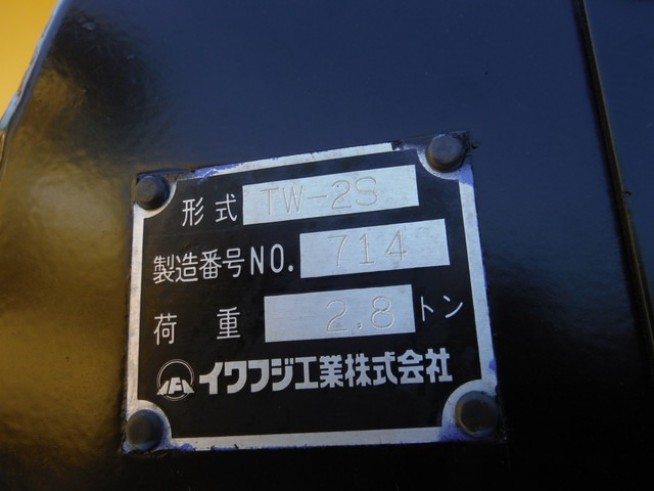 形式 TW-2S
製造番号NO. 714
荷重 2.8トン
イワフジ工業株式会社